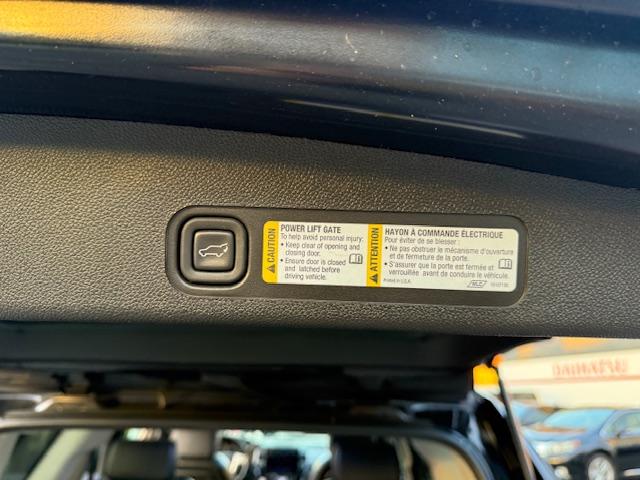 CAUTION
POWER LIFT GATE
To help avoid personal injury:
• Keep clear of opening and
closing door.
• Ensure door is closed
and latched before
driving vehicle.
ATTENTION
HAYON À COMMANDE ÉLECTRIQUE
Pour éviter de se blesser :
• Ne pas obstruer le mécanisme d'ouverture
et de fermeture de la porte.
• S'assurer que la porte est fermée et
verrouillée avant de conduire le véhicule.
Printed in U.S.A.